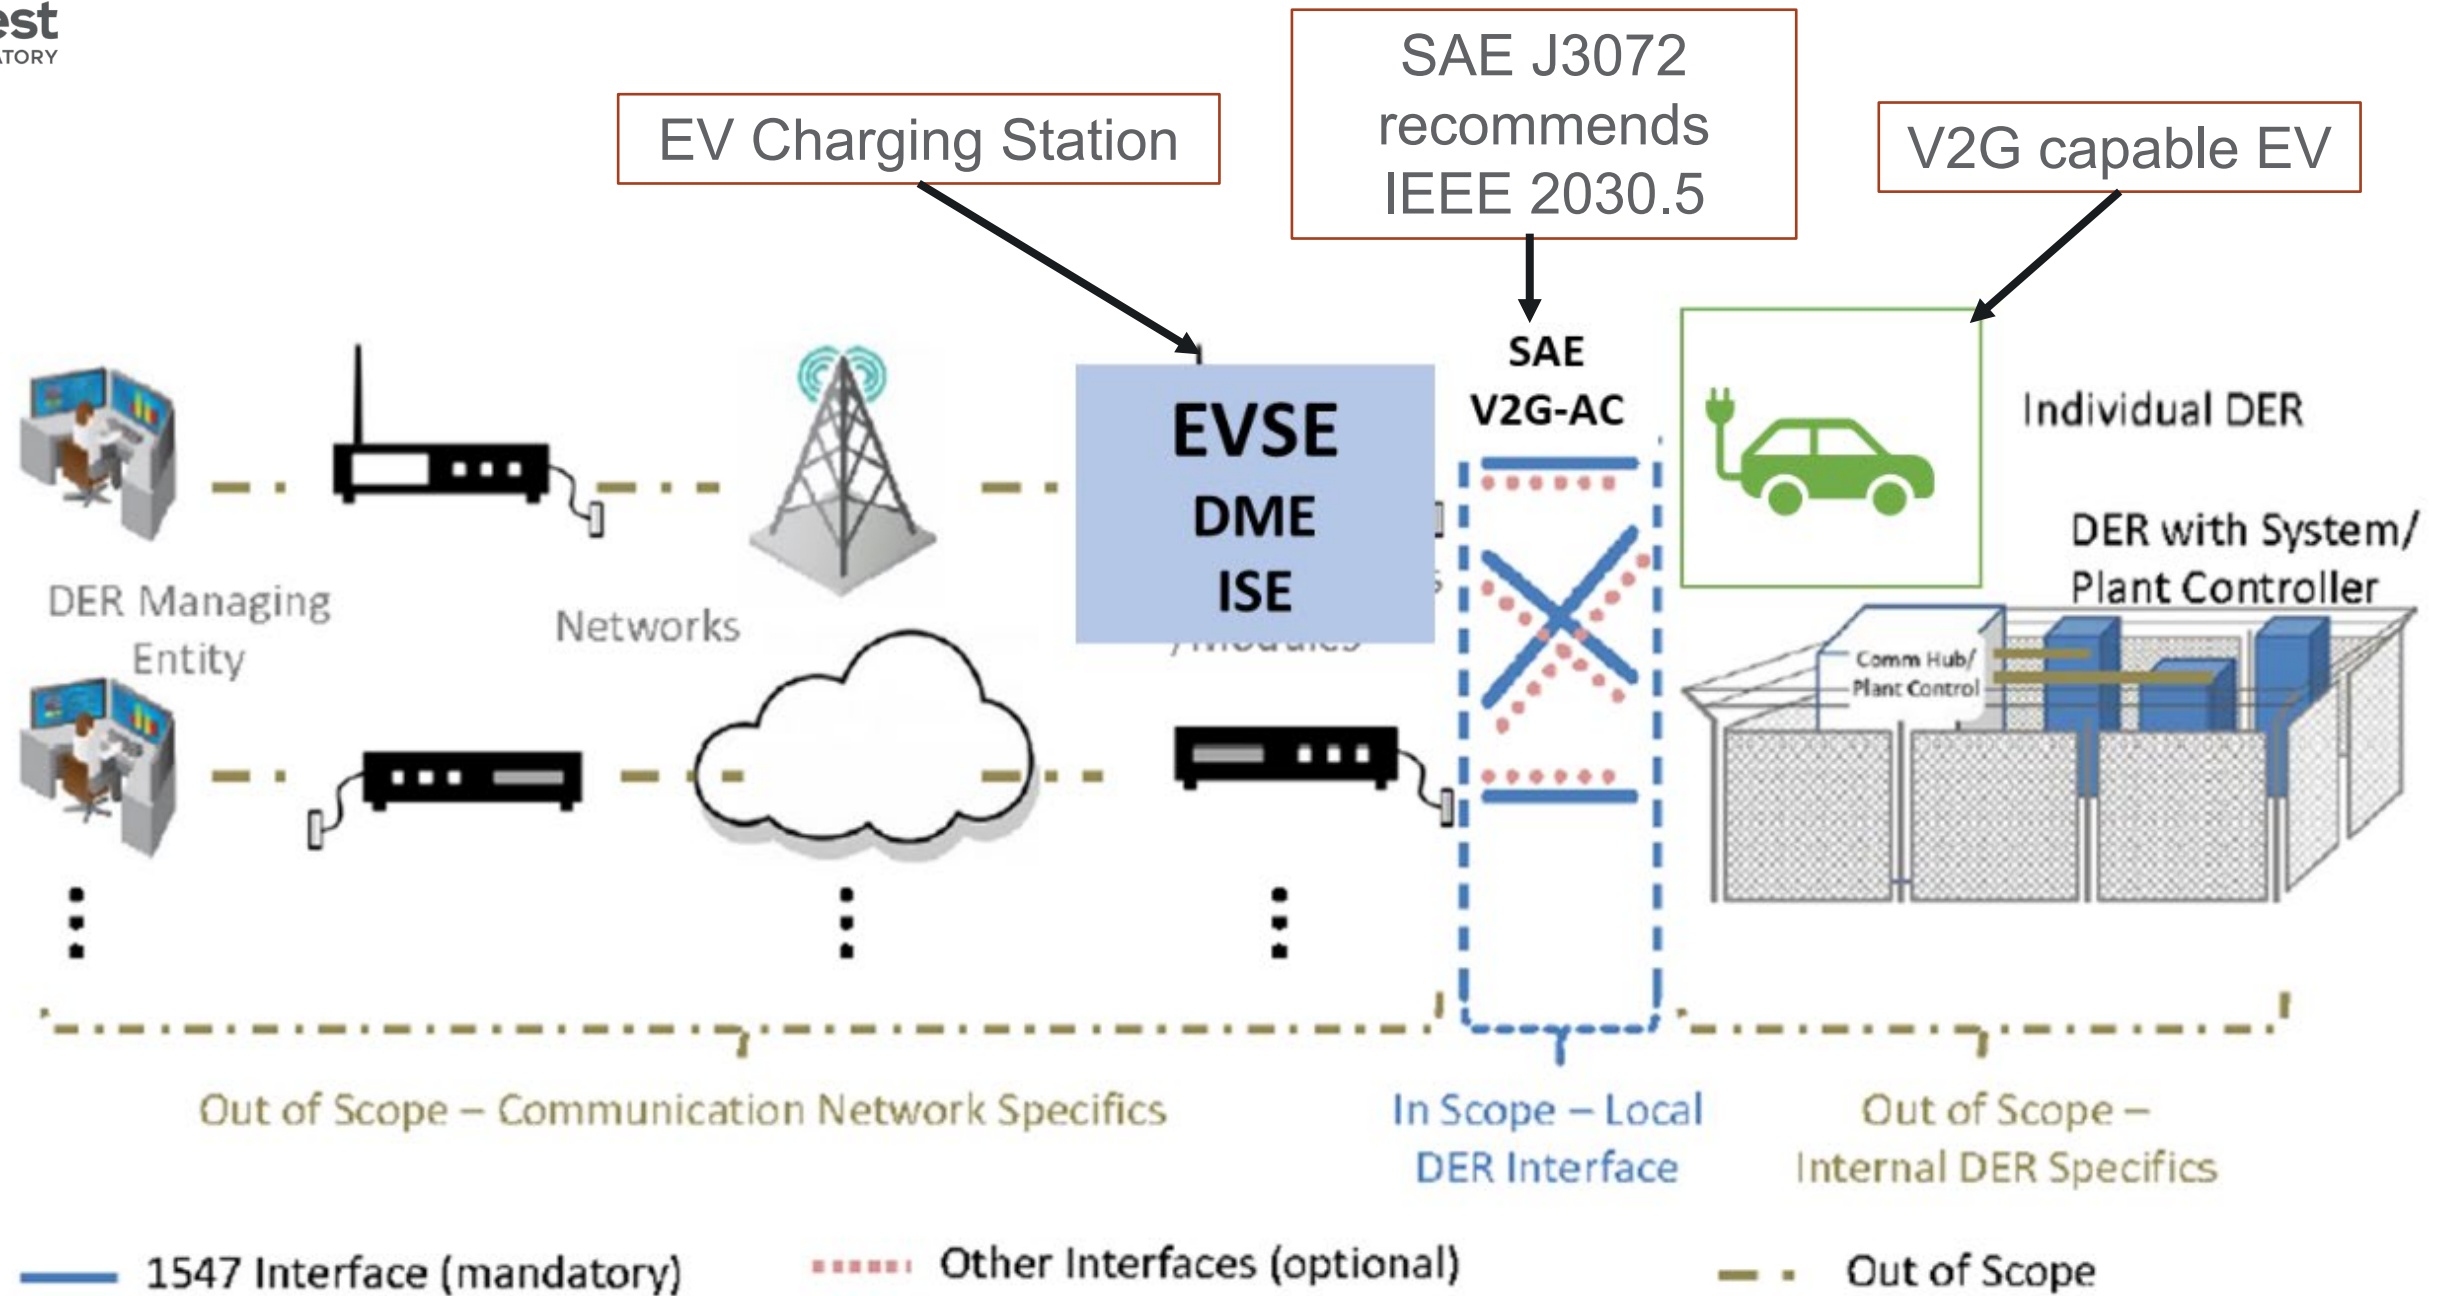 EV Charging Station
SAE J3072
recommends
IEEE 2030.5
V2G capable EV
SAE
V2G-AC
EVSE
DME
ISE
Individual DER
DER with System/
Plant Controller
DER Managing
Entity
Networks
Comm Hub/
Plant Control
Out of Scope – Communication Network Specifics
In Scope – Local
DER Interface
Out of Scope –
Internal DER Specifics
1547 Interface (mandatory)
Other Interfaces (optional)
Out of Scope